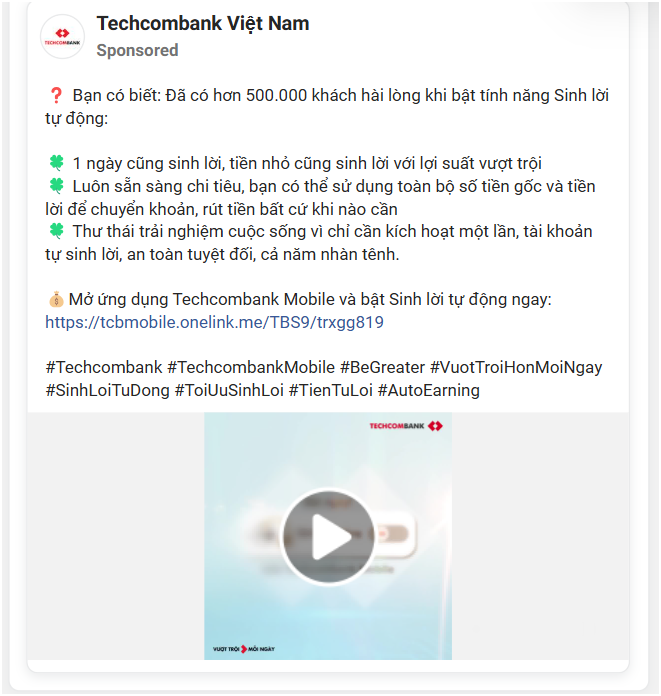 TECHCOMBANK
Techcombank Việt Nam
Sponsored
❓ Bạn có biết: Đã có hơn 500.000 khách hài lòng khi bật tính năng Sinh lời
tự động:
🍀 1 ngày cũng sinh lời, tiền nhỏ cũng sinh lời với lợi suất vượt trội
🍀 Luôn sẵn sàng chi tiêu, bạn có thể sử dụng toàn bộ số tiền gốc và tiền
lời để chuyển khoản, rút tiền bất cứ khi nào cần
🍀 Thư thái trải nghiệm cuộc sống vì chỉ cần kích hoạt một lần, tài khoản
tự sinh lời, an toàn tuyệt đối, cả năm nhàn tênh.
💰Mở ứng dụng Techcombank Mobile và bật Sinh lời tự động ngay:
https://tcbmobile.onelink.me/TBS9/trxgg819
#Techcombank #TechcombankMobile #BeGreater #VuotTroiHonMoiNgay
#SinhLoiTuDong #ToiUuSinhLoi #TienTuLoi #AutoEarning
TECHCOMBANK
VƯỢT TRỘI MỖI NGÀY